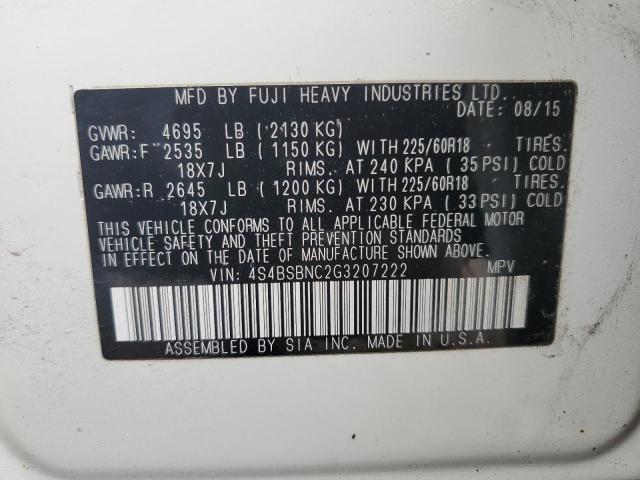 MFD BY FUJI HEAVY INDUSTRIES LTD.
DATE: 08/15
GVWR: 4695 LB (2130 KG)
GAWR:F 2535 LB (1150 KG) WITH 225/60R18 TIRES.
18X7J RIMS. AT 240 KPA (35 PSI) COLD
GAWR:R 2645 LB (1200 KG) WITH 225/60R18 TIRES.
18X7J RIMS. AT 230 KPA (33 PSI) COLD
THIS VEHICLE CONFORMS TO ALL APPLICABLE FEDERAL MOTOR
VEHICLE SAFETY AND THEFT PREVENTION STANDARDS
IN EFFECT ON THE DATE OF MANUFACTURE SHOWN ABOVE.
VIN: 4S4BSBNC2G3207222 MPV
ASSEMBLED BY SIA INC. MADE IN U.S.A.